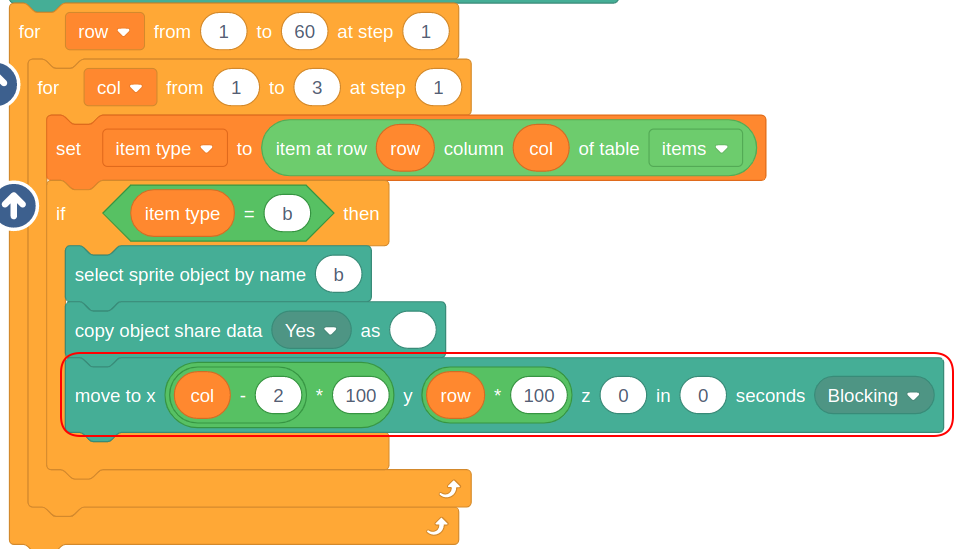 for row from 1 to 60 at step 1
for col from 1 to 3 at step 1
set item type to item at row row column col of table items
if item type = b then
select sprite object by name b
copy object share data Yes as
move to x col - 2 * 100 y row * 100 z 0 in 0 seconds Blocking